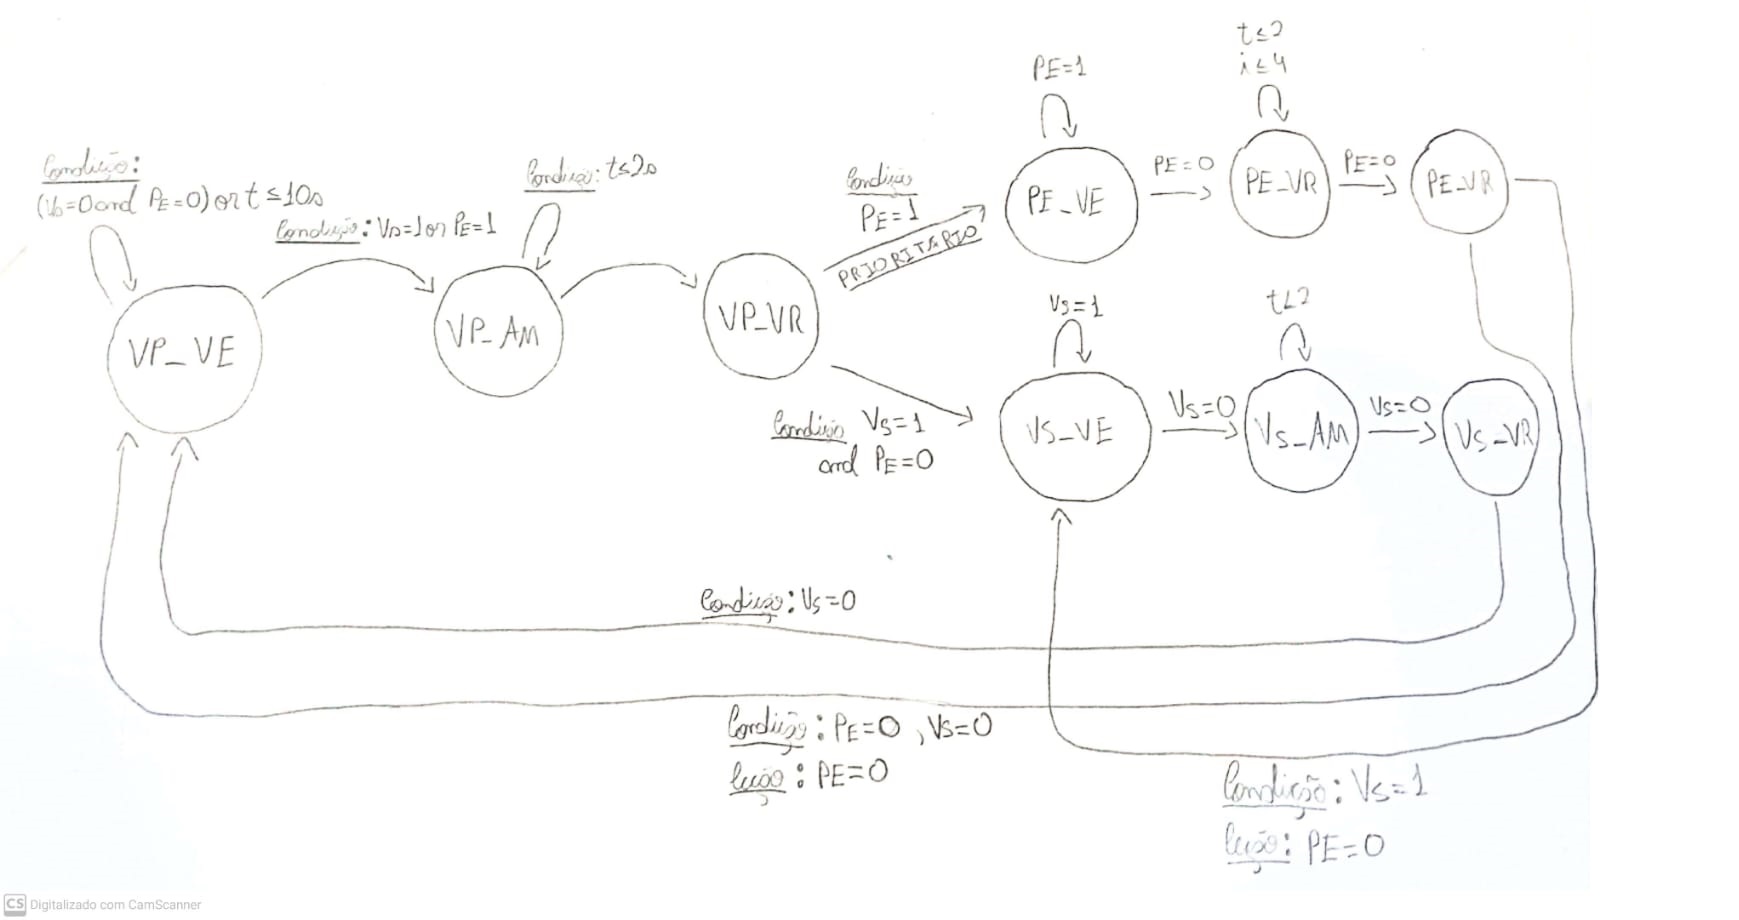 Condição:
(Vs=0 and PE=0) or t ≤ 10s
Condição: Vs=1 or PE=1
Condição: t≤2s
Condição
PE=1
PRIORITÁRIO
PE=1
t≤2
i≤4
PE=0
PE=0
VP_VE
VP_AM
VP_VR
PE_VE
PE_VR
PE_VR
Condição Vs=1
and PE=0
Vs=1
t<2
Vs=0
Vs=0
VS_VE
Vs_AM
Vs_VR
Condição: Vs=0
Condição: PE=0, Vs=0
PE=0
Condição: Vs=1
PE=0
CS Digitalizado com CamScanner